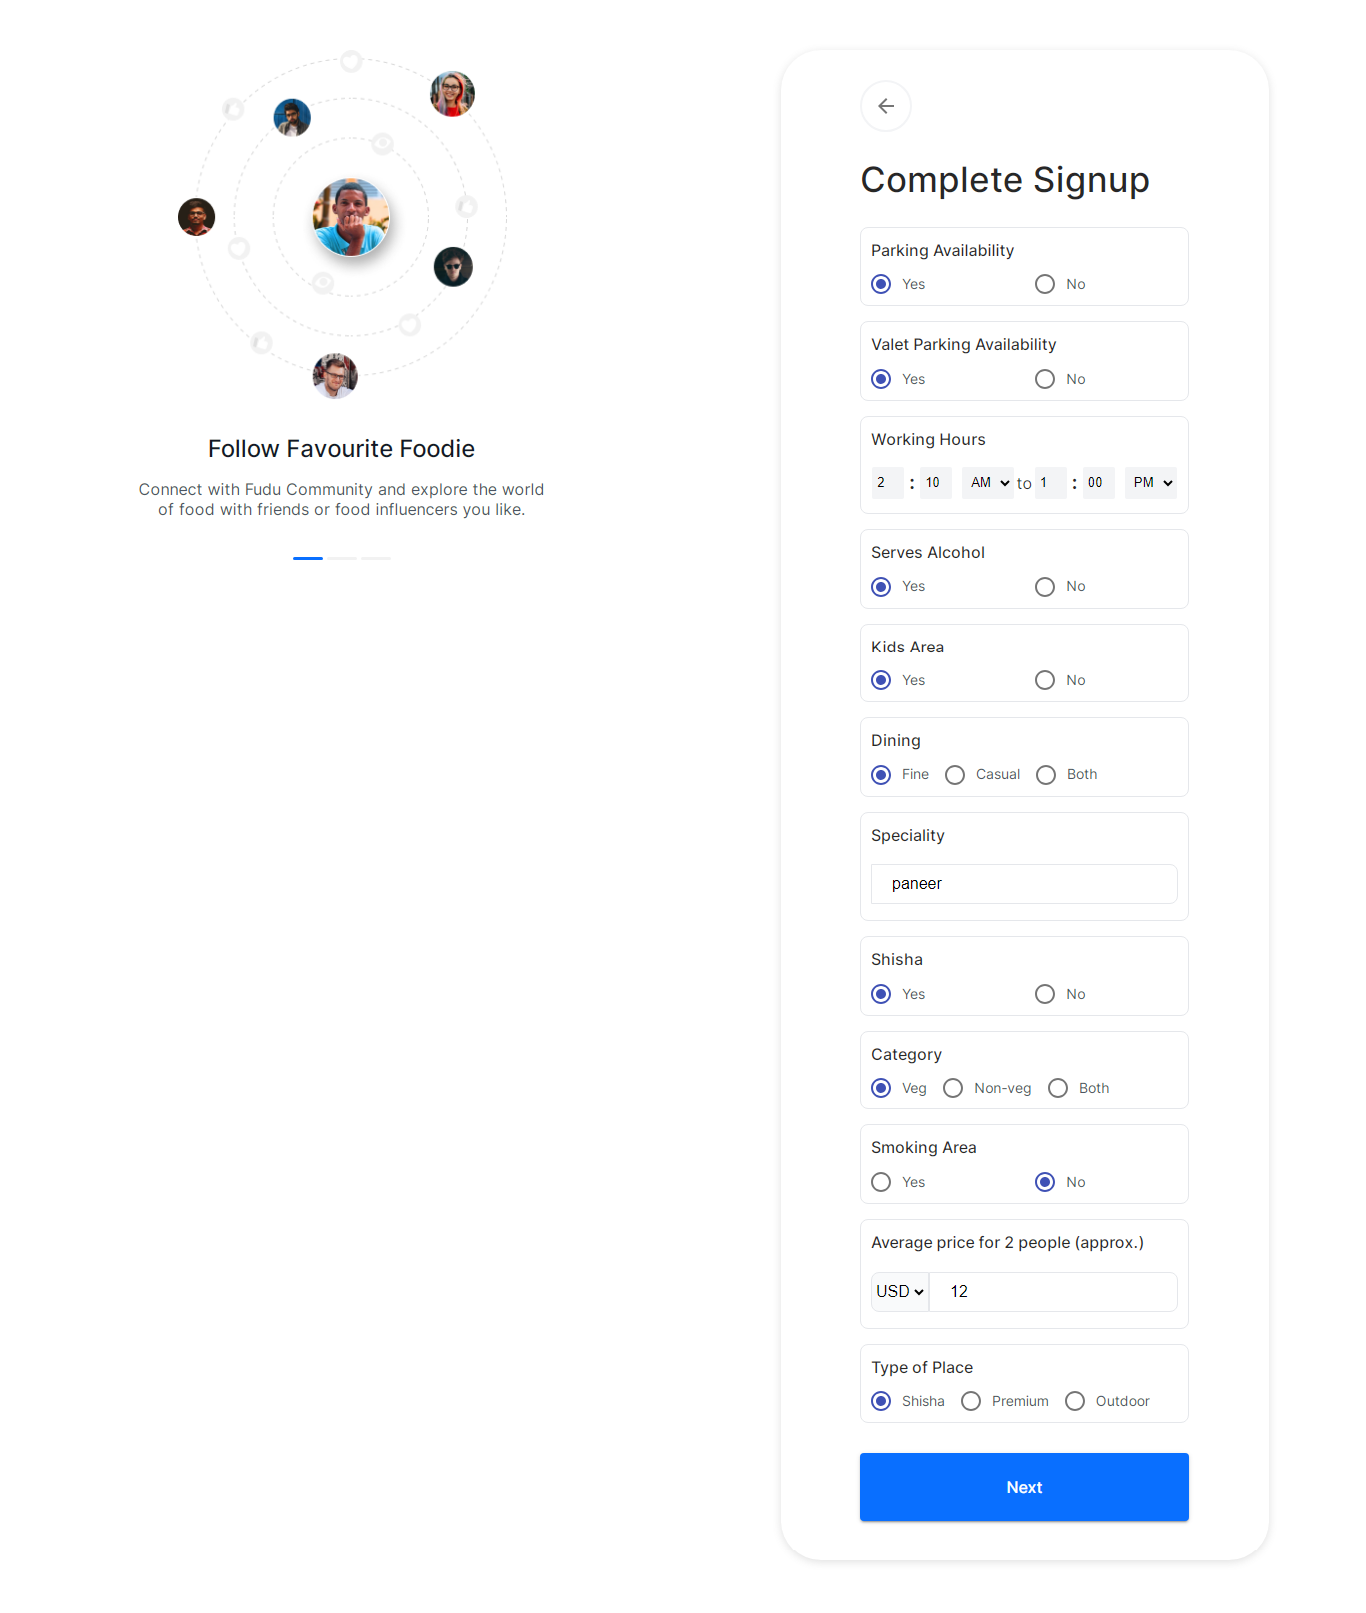 Follow Favourite Foodie
Connect with Fudu Community and explore the world
of food with friends or food influencers you like.
Complete Signup
Parking Availability
Yes No
Valet Parking Availability
Yes No
Working Hours
2 : 10 AM to 1 : 00 PM
Serves Alcohol
Yes No
Kids Area
Yes No
Dining
Fine Casual Both
Speciality
paneer
Shisha
Yes No
Category
Veg Non-veg Both
Smoking Area
Yes No
Average price for 2 people (approx.)
USD 12
Type of Place
Shisha Premium Outdoor
Next